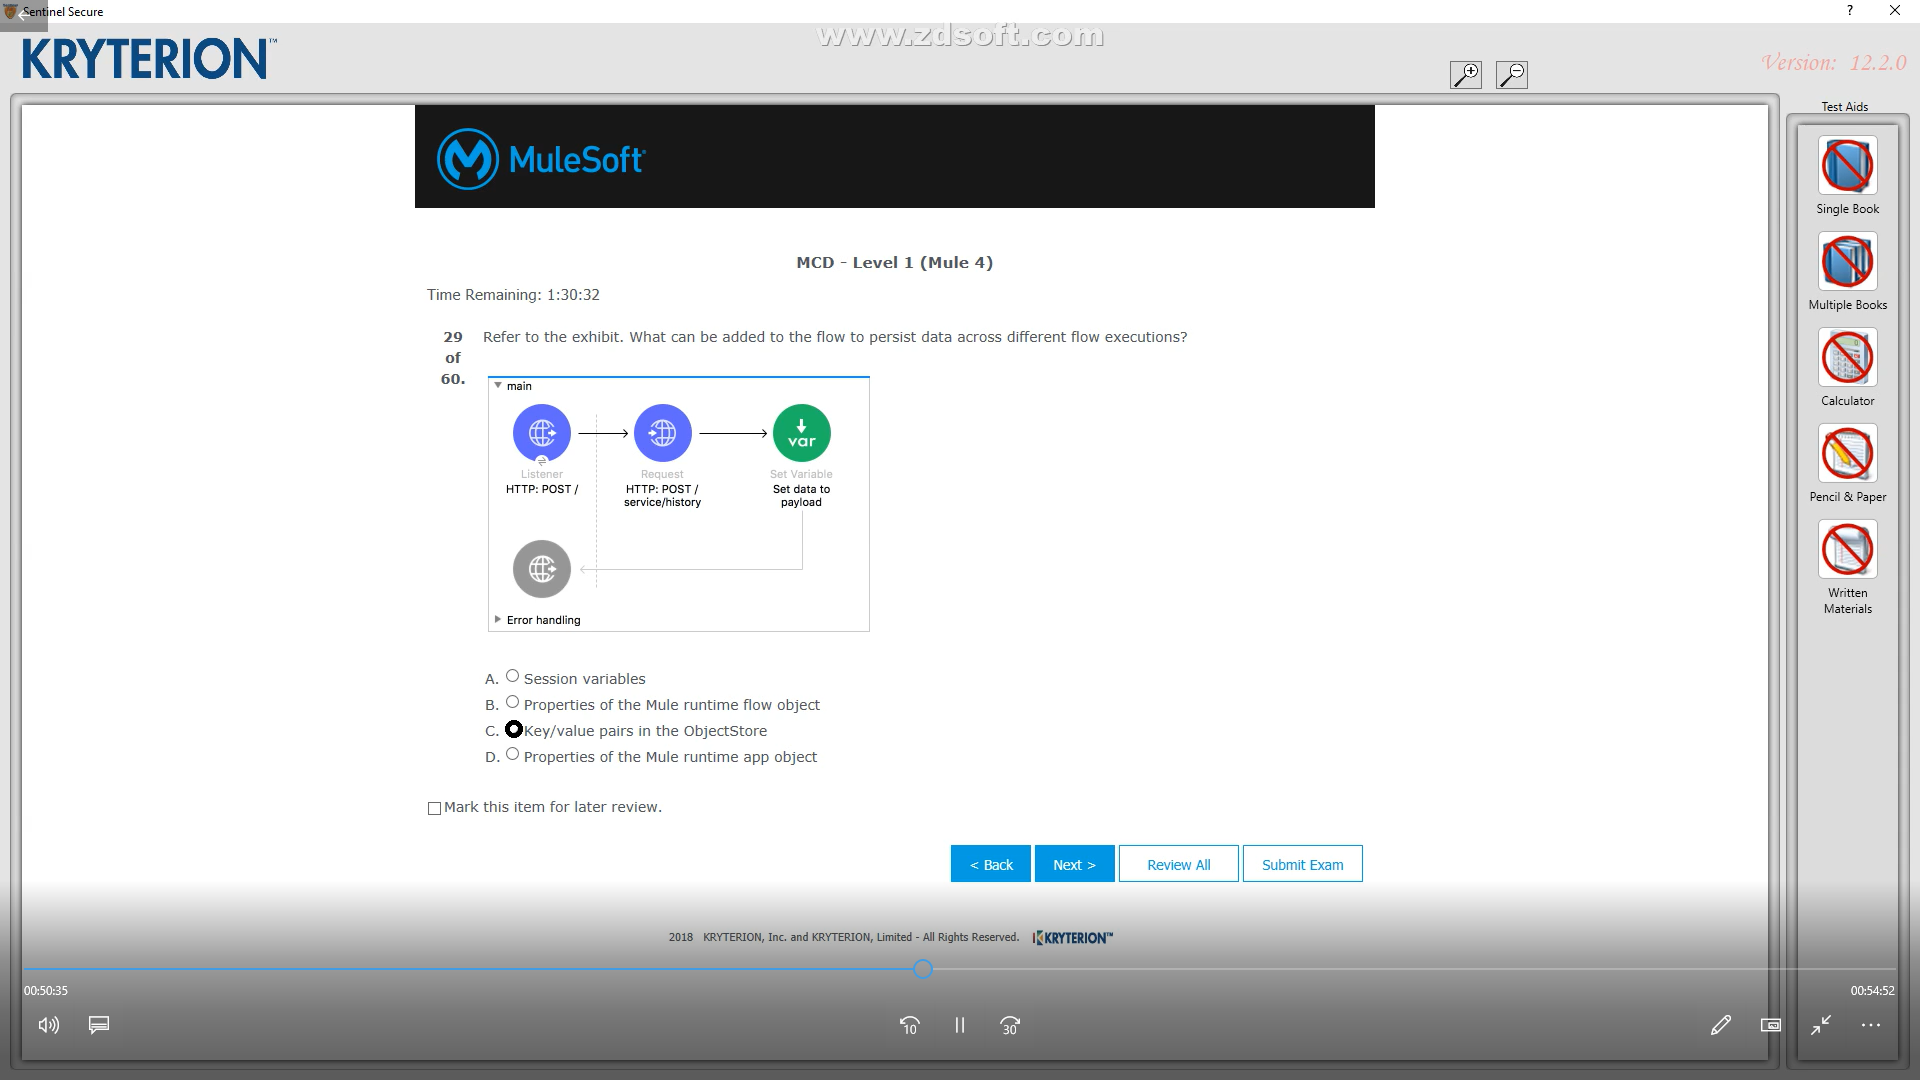 Sentinel Secure
?
www.zdsoft.com
KRYTERION™
Version: 12.2.0
Test Aids
MuleSoft
Single Book
MCD - Level 1 (Mule 4)
Time Remaining: 1:30:32
Multiple Books
29 of 60. Refer to the exhibit. What can be added to the flow to persist data across different flow executions?
main
var
Listener
HTTP: POST /
Request
HTTP: POST /
service/history
Set Variable
Set data to
payload
Error handling
Calculator
Pencil & Paper
Written
Materials
A. Session variables
B. Properties of the Mule runtime flow object
C. Key/value pairs in the ObjectStore
D. Properties of the Mule runtime app object
Mark this item for later review.
< Back Next > Review All Submit Exam
2018 KRYTERION, Inc. and KRYTERION, Limited - All Rights Reserved. KRYTERION™
00:50:35 00:54:52
10 30